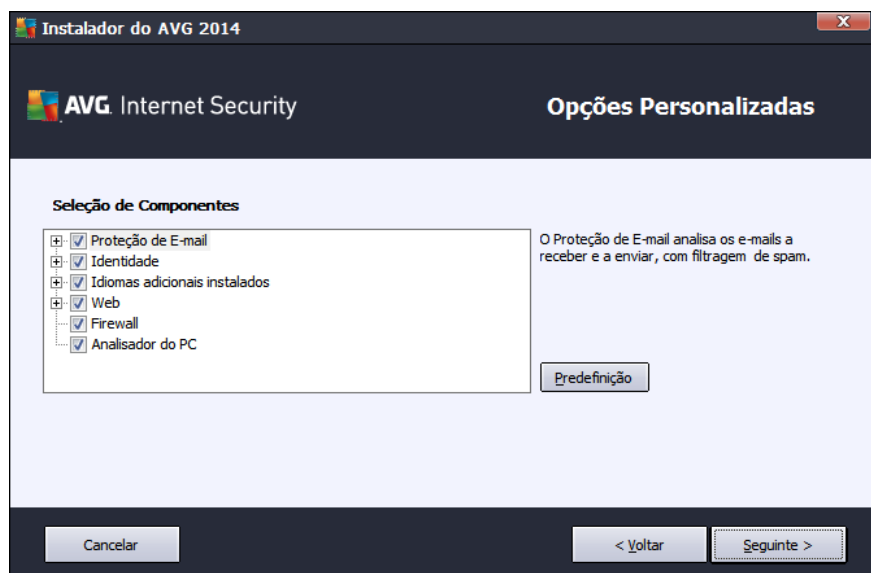 Instalador do AVG 2014
X
AVG. Internet Security
Opções Personalizadas
Seleção de Componentes
Proteção de E-mail
Identidade
Idiomas adicionais instalados
Web
Firewall
Analisador do PC
O Proteção de E-mail analisa os e-mails a
receber e a enviar, com filtragem de spam.
Predefinição
Cancelar
< Voltar
Seguinte >